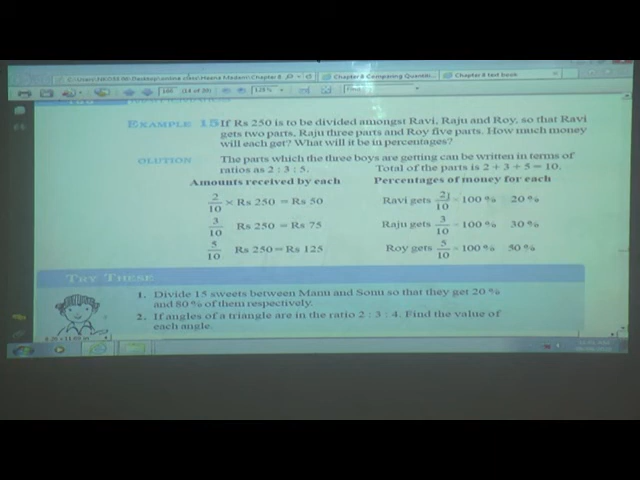 C:\Users\
Chapter 8 Comparing Quantiti..
Chapter 8 text book
EXAMPLE 15 If Rs 250 is to be divided amongst Ravi, Raju and Roy, so that Ravi
gets two parts, Raju three parts and Roy five parts. How much money
will each get? What will it be in percentages?
OLUTION The parts which the three boys are getting can be written in terms of
ratios as 2 : 3 : 5. Total of the parts is 2 + 3 + 5 = 10.
Amounts received by each Percentages of money for each
2/10 × Rs 250 = Rs 50 Ravi gets 2/10 × 100 % 20 %
3/10 Rs 250 = Rs 75 Raju gets 3/10 × 100 % 30 %
5/10 Rs 250 = Rs 125 Roy gets 5/10 × 100 % 50 %
TRY THESE
1. Divide 15 sweets between Manu and Sonu so that they get 20 %
and 80 % of them respectively.
2. If angles of a triangle are in the ratio 2 : 3 : 4. Find the value of
each angle.